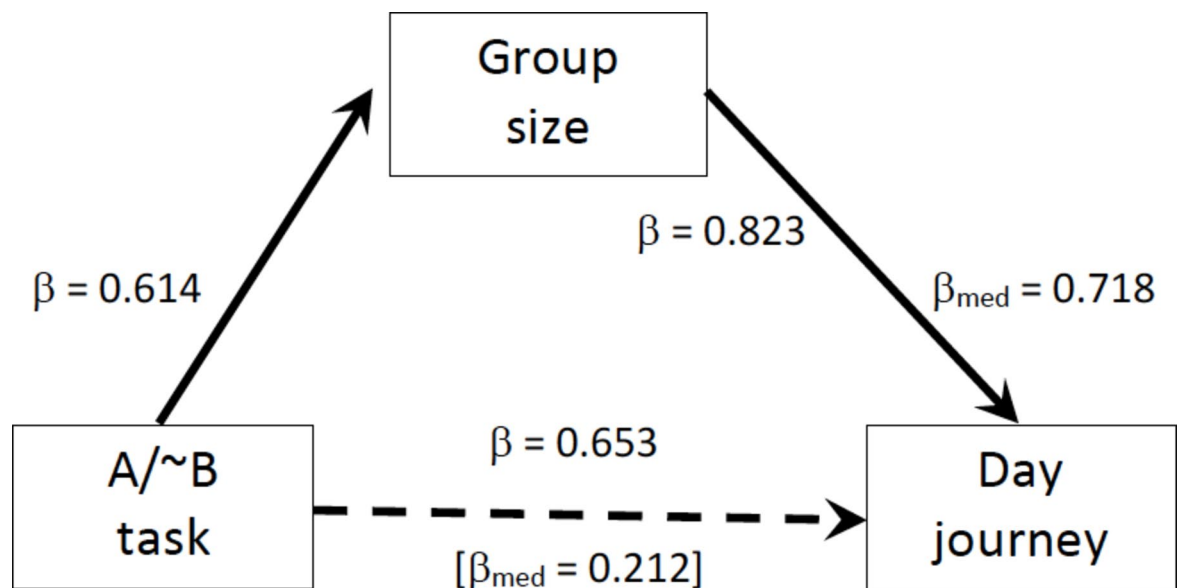 Group
size
β = 0.823
β = 0.614
βmed = 0.718
A/~B
task
β = 0.653
[βmed = 0.212]
Day
journey